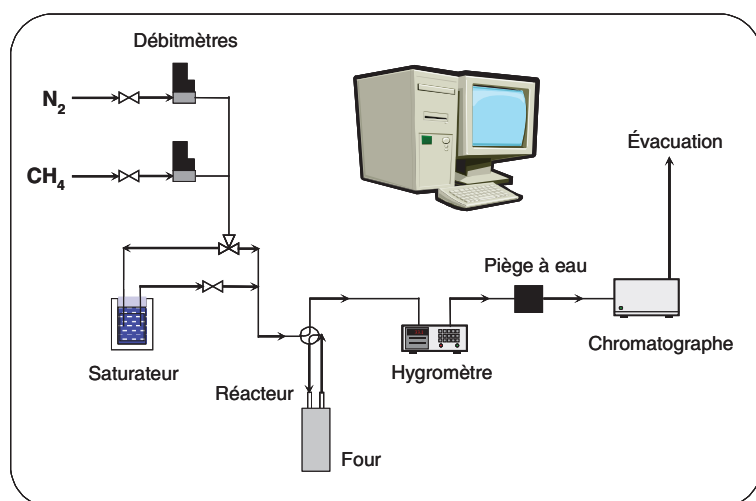 Débitmètres
N₂
CH₄
Évacuation
Piège à eau
Saturateur
Chromatographe
Hygromètre
Réacteur
Four